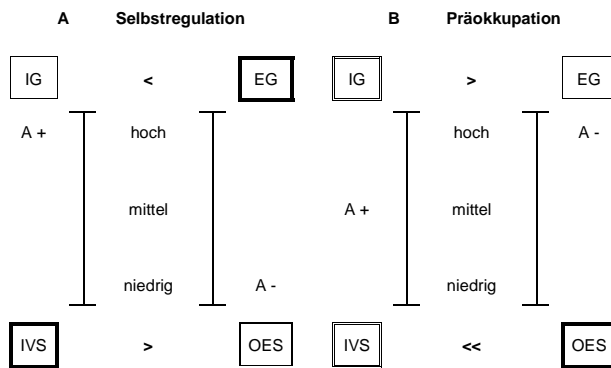 A Selbstregulation B Präokkupation
IG < EG IG > EG
A + hoch hoch A -
mittel A + mittel
niedrig A - niedrig
IVS > OES IVS << OES